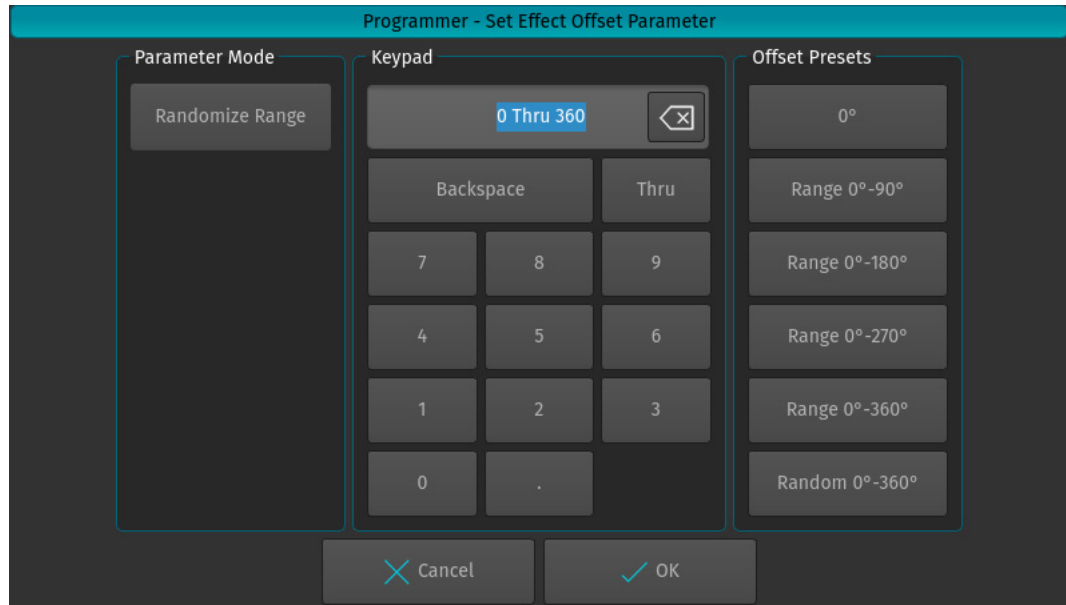 Programmer - Set Effect Offset Parameter
Parameter Mode
Randomize Range
Keypad
0 Thru 360
Backspace
Thru
7
8
9
4
5
6
1
2
3
0
.
Offset Presets
0°
Range 0°-90°
Range 0°-180°
Range 0°-270°
Range 0°-360°
Random 0°-360°
Cancel
OK